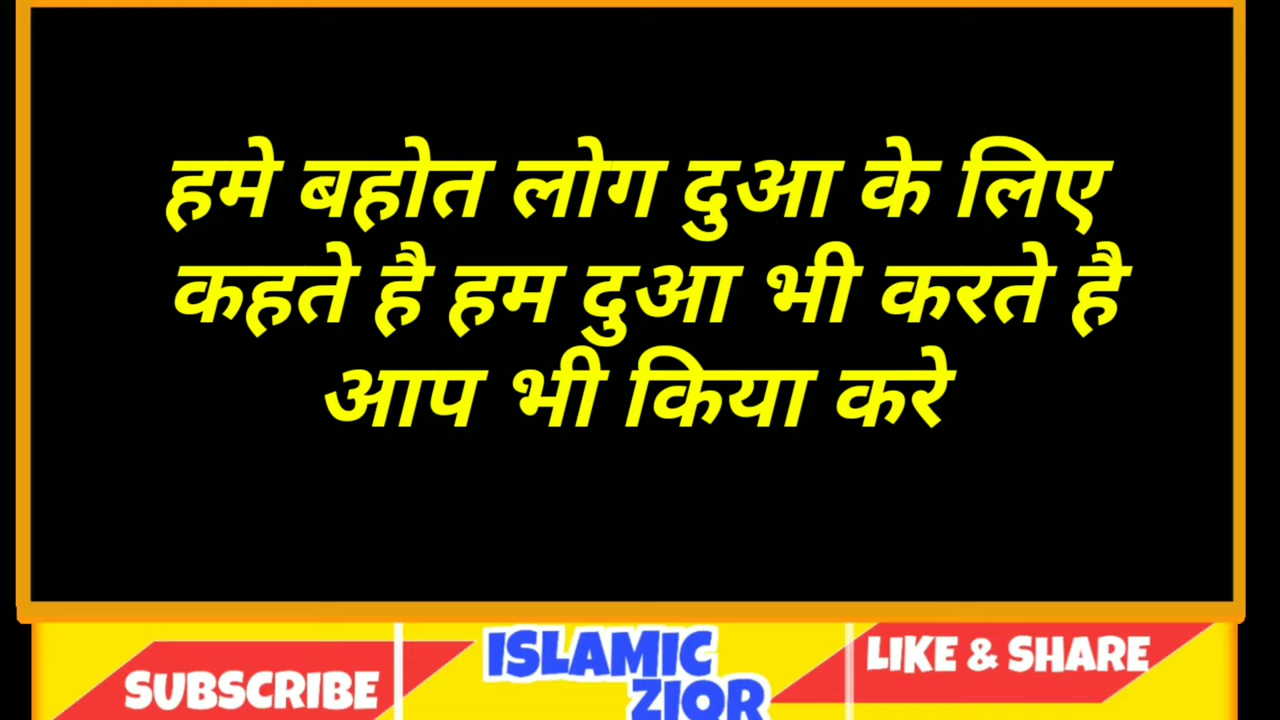 हमे बहोत लोग दुआ के लिए
कहते है हम दुआ भी करते है
आप भी किया करे
SUBSCRIBE
ISLAMIC
ZIOR
LIKE & SHARE